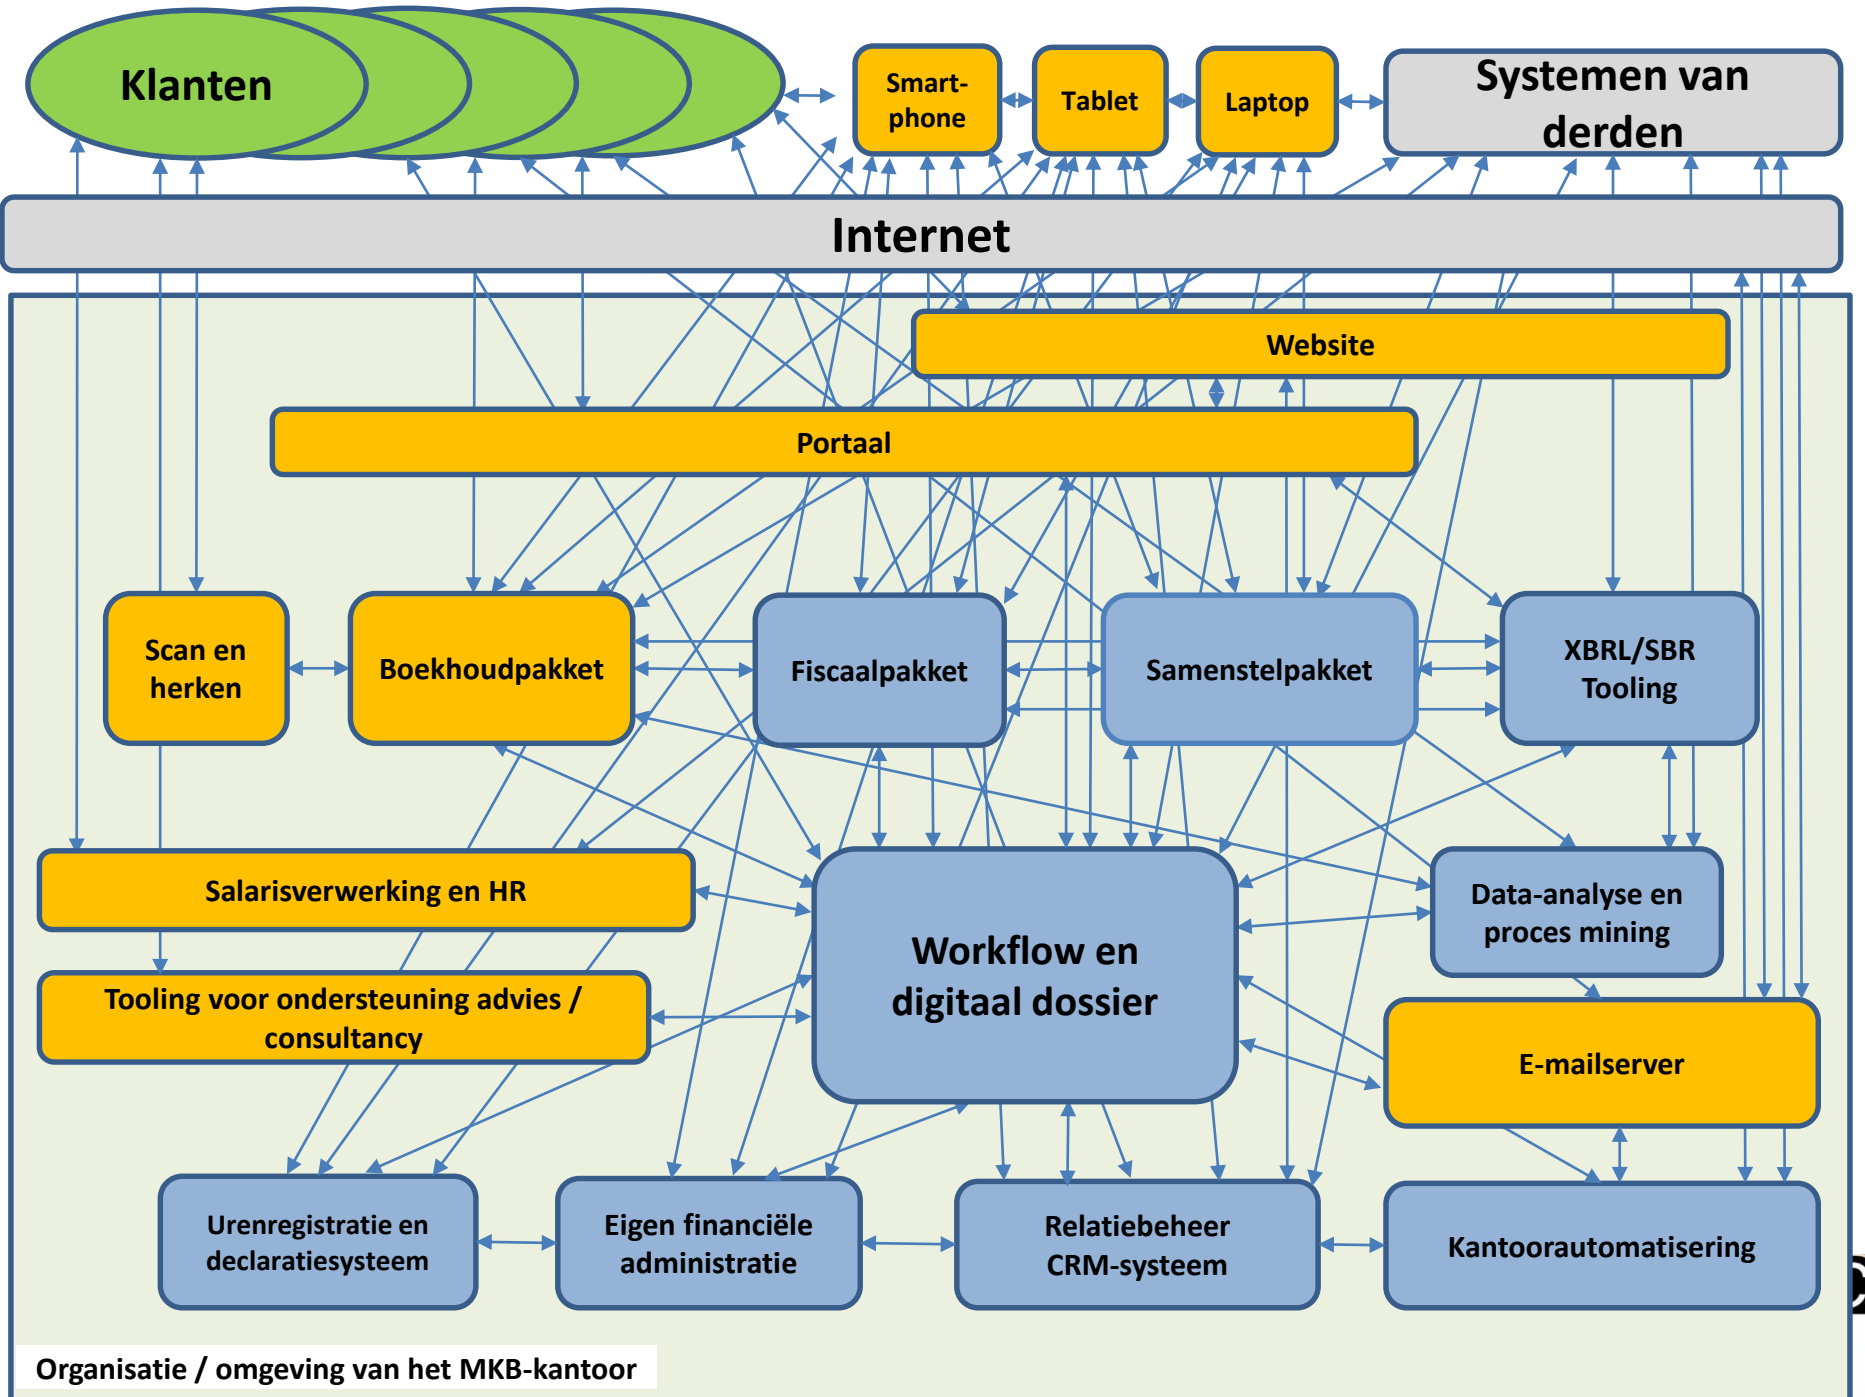 Klanten
Smart-
phone
Tablet
Laptop
Systemen van
derden
Internet
Website
Portaal
Scan en
herken
Boekhoudpakket
Fiscaalpakket
Samenstelpakket
XBRL/SBR
Tooling
Salarisverwerking en HR
Tooling voor ondersteuning advies /
consultancy
Workflow en
digitaal dossier
Data-analyse en
proces mining
E-mailserver
Urenregistratie en
declaratiesysteem
Eigen financiële
administratie
Relatiebeheer
CRM-systeem
Kantoorautomatisering
Organisatie / omgeving van het MKB-kantoor